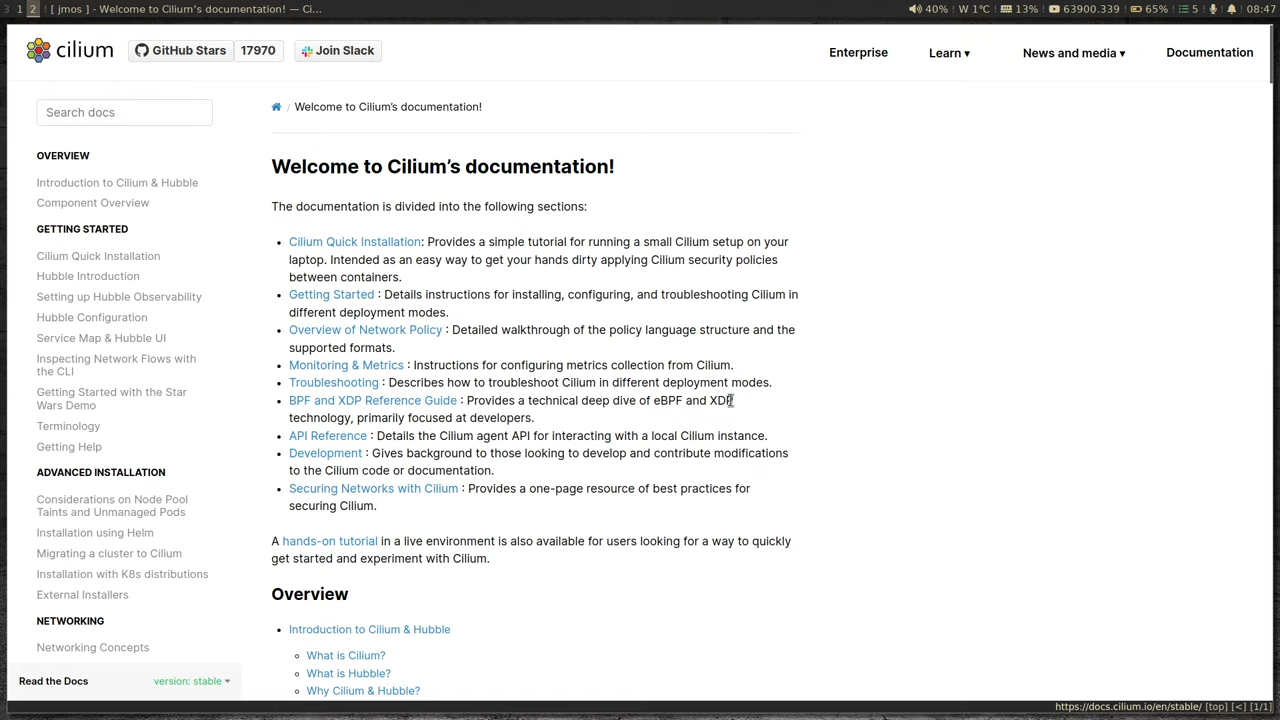 3 1 2 ¦ [ jmos ] - Welcome to Cilium's documentation! — Ci...
40% ¦ W 1°C ¦ 13% ¦ 63900.339 ¦ 65% ¦ 5 ¦ 08:47
cilium
GitHub Stars 17970
Join Slack
Enterprise Learn ▾ News and media ▾ Documentation
Search docs
OVERVIEW
Introduction to Cilium & Hubble
Component Overview
GETTING STARTED
Cilium Quick Installation
Hubble Introduction
Setting up Hubble Observability
Hubble Configuration
Service Map & Hubble UI
Inspecting Network Flows with
the CLI
Getting Started with the Star
Wars Demo
Terminology
Getting Help
ADVANCED INSTALLATION
Considerations on Node Pool
Taints and Unmanaged Pods
Installation using Helm
Migrating a cluster to Cilium
Installation with K8s distributions
External Installers
NETWORKING
Networking Concepts
Read the Docs version: stable
/ Welcome to Cilium's documentation!
Welcome to Cilium's documentation!
The documentation is divided into the following sections:
• Cilium Quick Installation: Provides a simple tutorial for running a small Cilium setup on your
laptop. Intended as an easy way to get your hands dirty applying Cilium security policies
between containers.
• Getting Started : Details instructions for installing, configuring, and troubleshooting Cilium in
different deployment modes.
• Overview of Network Policy : Detailed walkthrough of the policy language structure and the
supported formats.
• Monitoring & Metrics : Instructions for configuring metrics collection from Cilium.
• Troubleshooting : Describes how to troubleshoot Cilium in different deployment modes.
• BPF and XDP Reference Guide : Provides a technical deep dive of eBPF and XDP
technology, primarily focused at developers.
• API Reference : Details the Cilium agent API for interacting with a local Cilium instance.
• Development : Gives background to those looking to develop and contribute modifications
to the Cilium code or documentation.
• Securing Networks with Cilium : Provides a one-page resource of best practices for
securing Cilium.
A hands-on tutorial in a live environment is also available for users looking for a way to quickly
get started and experiment with Cilium.
Overview
• Introduction to Cilium & Hubble
◦ What is Cilium?
◦ What is Hubble?
◦ Why Cilium & Hubble?
https://docs.cilium.io/en/stable/ [top] [<] [1/1]